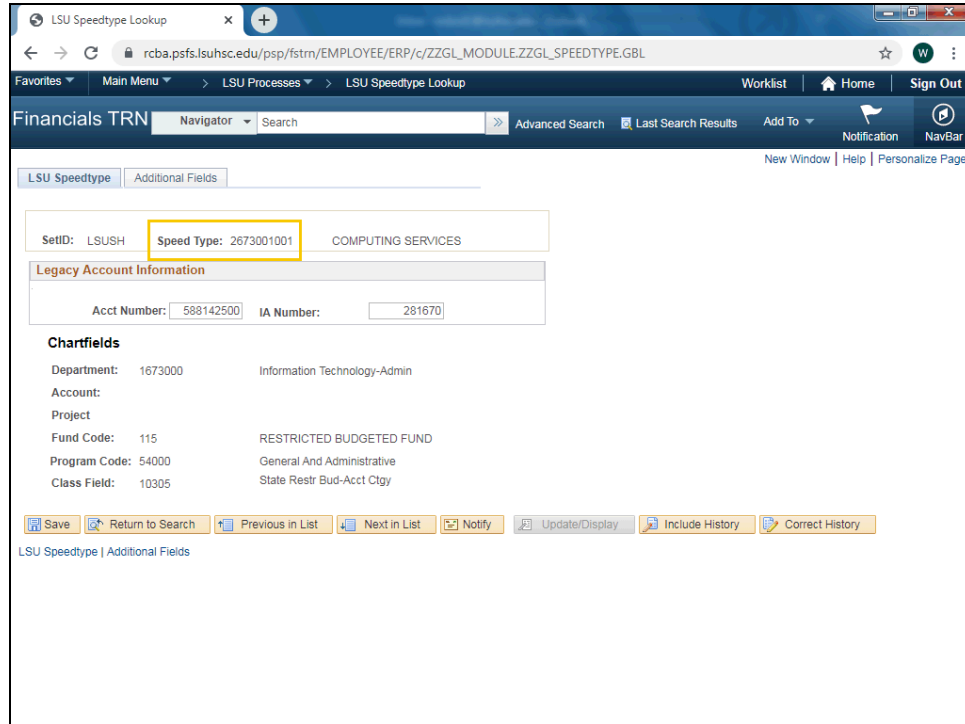 LSU Speedtype Lookup
rcba.psfs.lsuhsc.edu/psp/fstrn/EMPLOYEE/ERP/c/ZZGL_MODULE.ZZGL_SPEEDTYPE.GBL W
Favorites Main Menu > LSU Processes > LSU Speedtype Lookup Worklist Home Sign Out
Financials TRN Navigator Search » Advanced Search Last Search Results Add To Notification NavBar
New Window | Help | Personalize Page
LSU Speedtype Additional Fields
SetID: LSUSH Speed Type: 2673001001 COMPUTING SERVICES
Legacy Account Information
Acct Number: 588142500 IA Number: 281670
Chartfields
Department: 1673000 Information Technology-Admin
Account:
Project
Fund Code: 115 RESTRICTED BUDGETED FUND
Program Code: 54000 General And Administrative
Class Field: 10305 State Restr Bud-Acct Ctgy
Save Return to Search Previous in List Next in List Notify Update/Display Include History Correct History
LSU Speedtype | Additional Fields